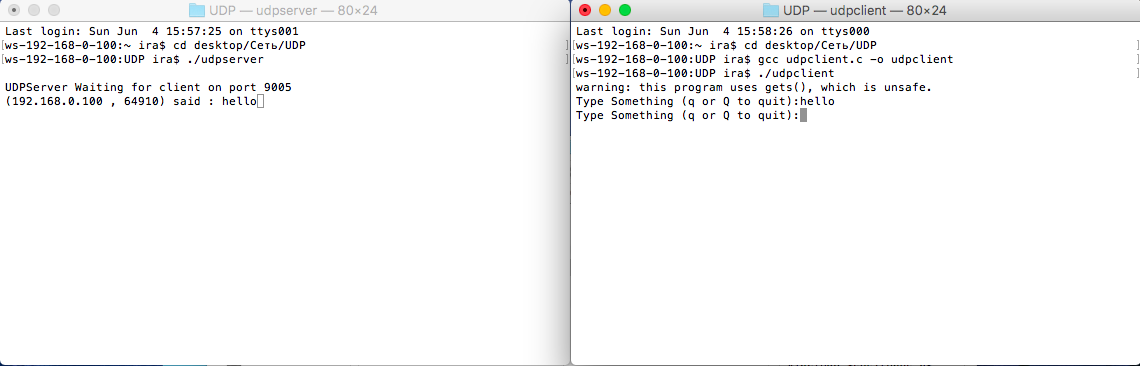 UDP — udpserver — 80×24
Last login: Sun Jun  4 15:57:25 on ttys001
[ws-192-168-0-100:~ ira$ cd desktop/Сеть/UDP ]
[ws-192-168-0-100:UDP ira$ ./udpserver ]
UDPServer Waiting for client on port 9005
(192.168.0.100 , 64910) said : hello
UDP — udpclient — 80×24
Last login: Sun Jun  4 15:58:26 on ttys000
[ws-192-168-0-100:~ ira$ cd desktop/Сеть/UDP ]
[ws-192-168-0-100:UDP ira$ gcc udpclient.c -o udpclient ]
[ws-192-168-0-100:UDP ira$ ./udpclient ]
warning: this program uses gets(), which is unsafe.
Type Something (q or Q to quit):hello
Type Something (q or Q to quit):